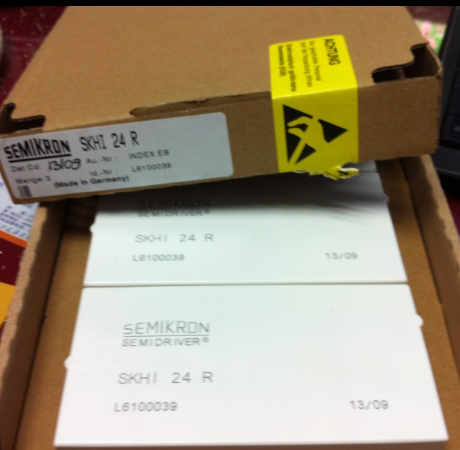 ACHTUNG
SEMIKRON SKHI 24 R
Dat.Cd: 13/09 Au.-Nr.: INDEX EB
Menge: 3 Id.-Nr. L6100039
(Made in Germany)
SEMIKRON
SEMIDRIVER®
SKHI 24 R
L6100039 13/09
SEMIKRON
SEMIDRIVER®
SKHI 24 R
L6100039 13/09